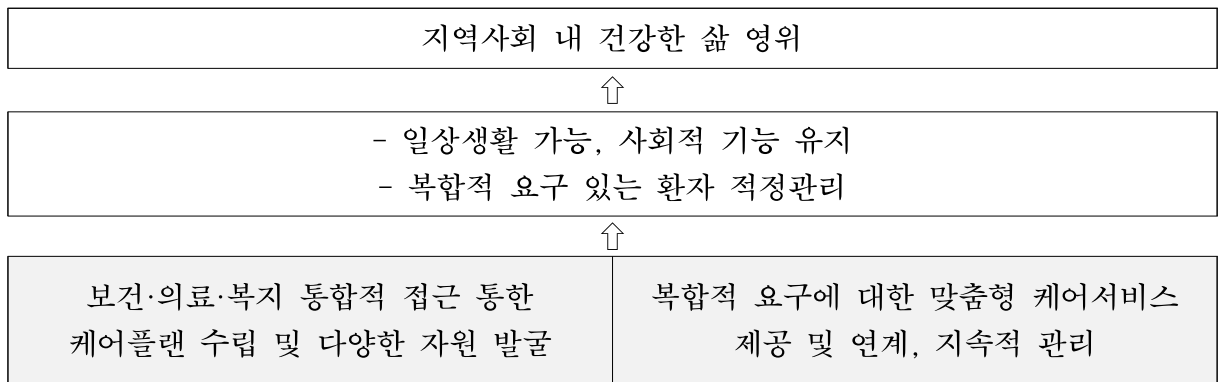 지역사회 내 건강한 삶 영위
⇧
- 일상생활 가능, 사회적 기능 유지
- 복합적 요구 있는 환자 적정관리
⇧
보건·의료·복지 통합적 접근 통한
케어플랜 수립 및 다양한 자원 발굴
복합적 요구에 대한 맞춤형 케어서비스
제공 및 연계, 지속적 관리